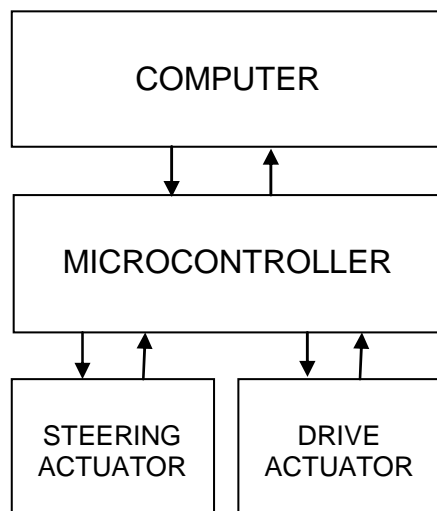 COMPUTER
MICROCONTROLLER
STEERING
ACTUATOR
DRIVE
ACTUATOR